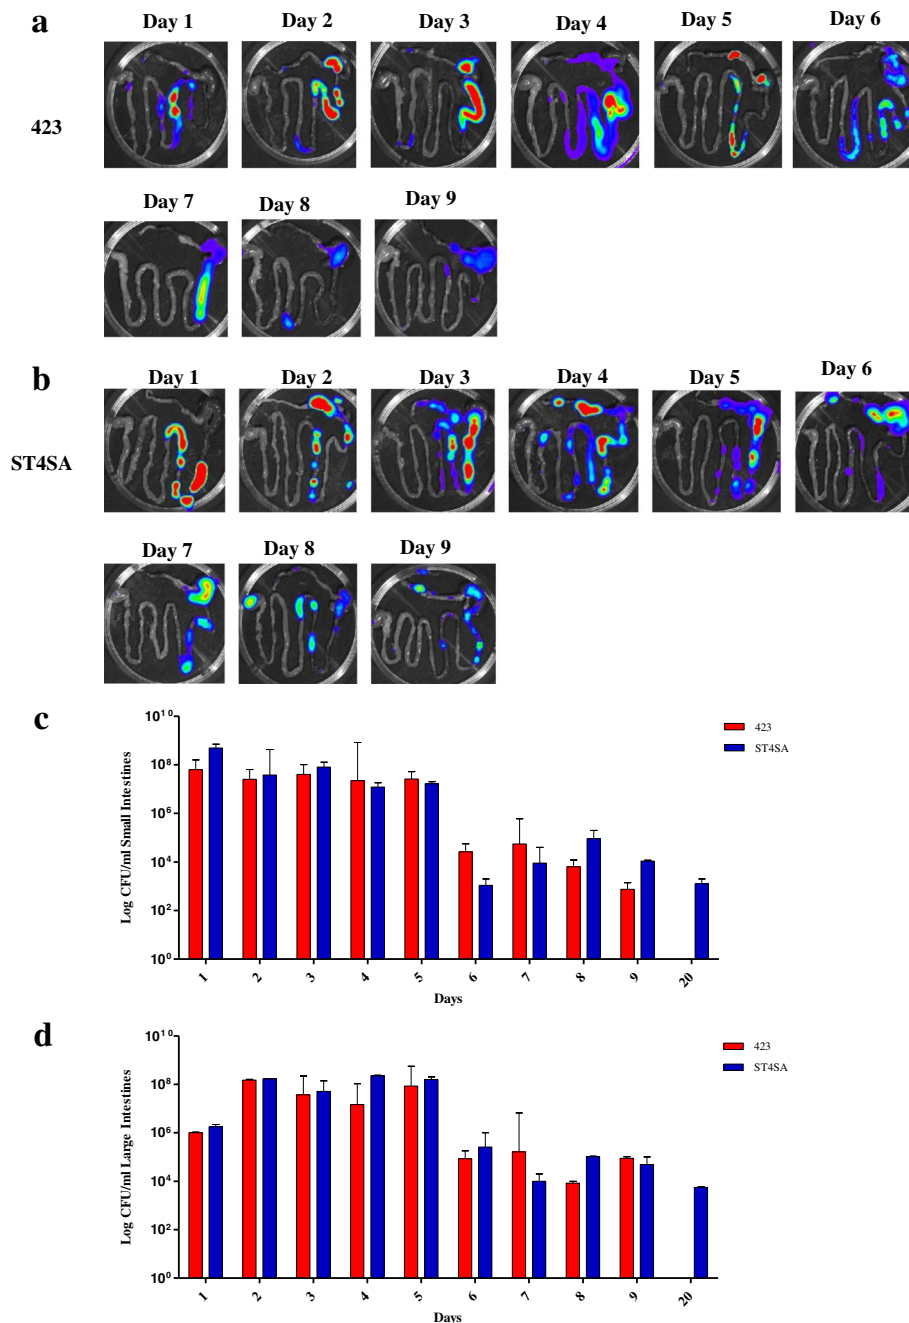 a
Day 1 Day 2 Day 3 Day 4 Day 5 Day 6
423
Day 7 Day 8 Day 9
b
Day 1 Day 2 Day 3 Day 4 Day 5 Day 6
ST4SA
Day 7 Day 8 Day 9
c
Log CFU/ml Small Intestines
10^10
10^8
10^6
10^4
10^2
10^0
1 2 3 4 5 6 7 8 9 20
Days
423
ST4SA
d
Log CFU/ml Large Intestines
10^10
10^8
10^6
10^4
10^2
10^0
1 2 3 4 5 6 7 8 9 20
Days
423
ST4SA